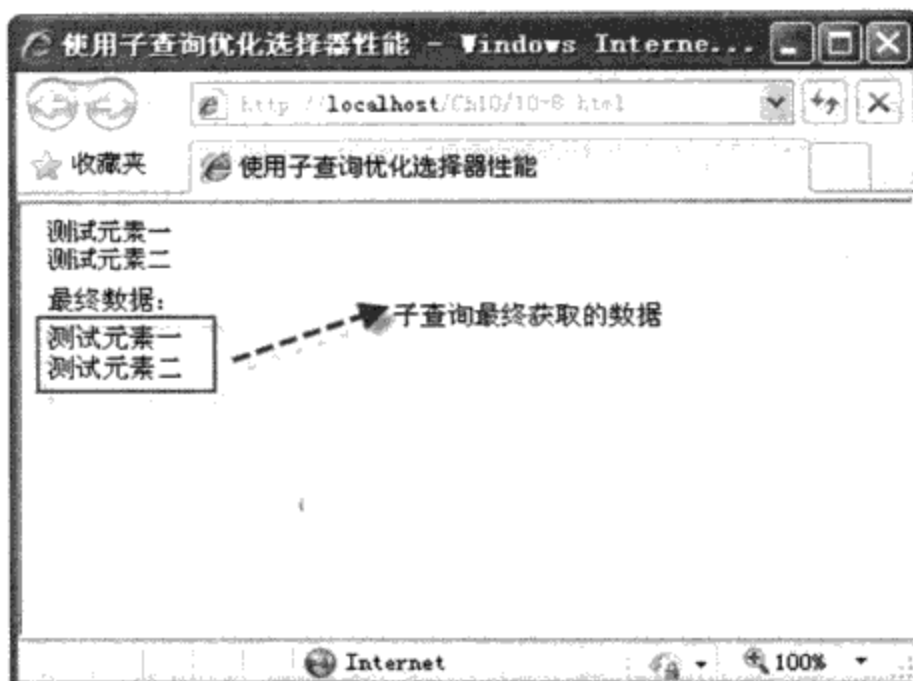 使用子查询优化选择器性能 - Windows Interne...
http://localhost/Ch10/10-8.html
收藏夹
使用子查询优化选择器性能
测试元素一
测试元素二
最终数据：
子查询最终获取的数据
测试元素一
测试元素二
Internet
100%